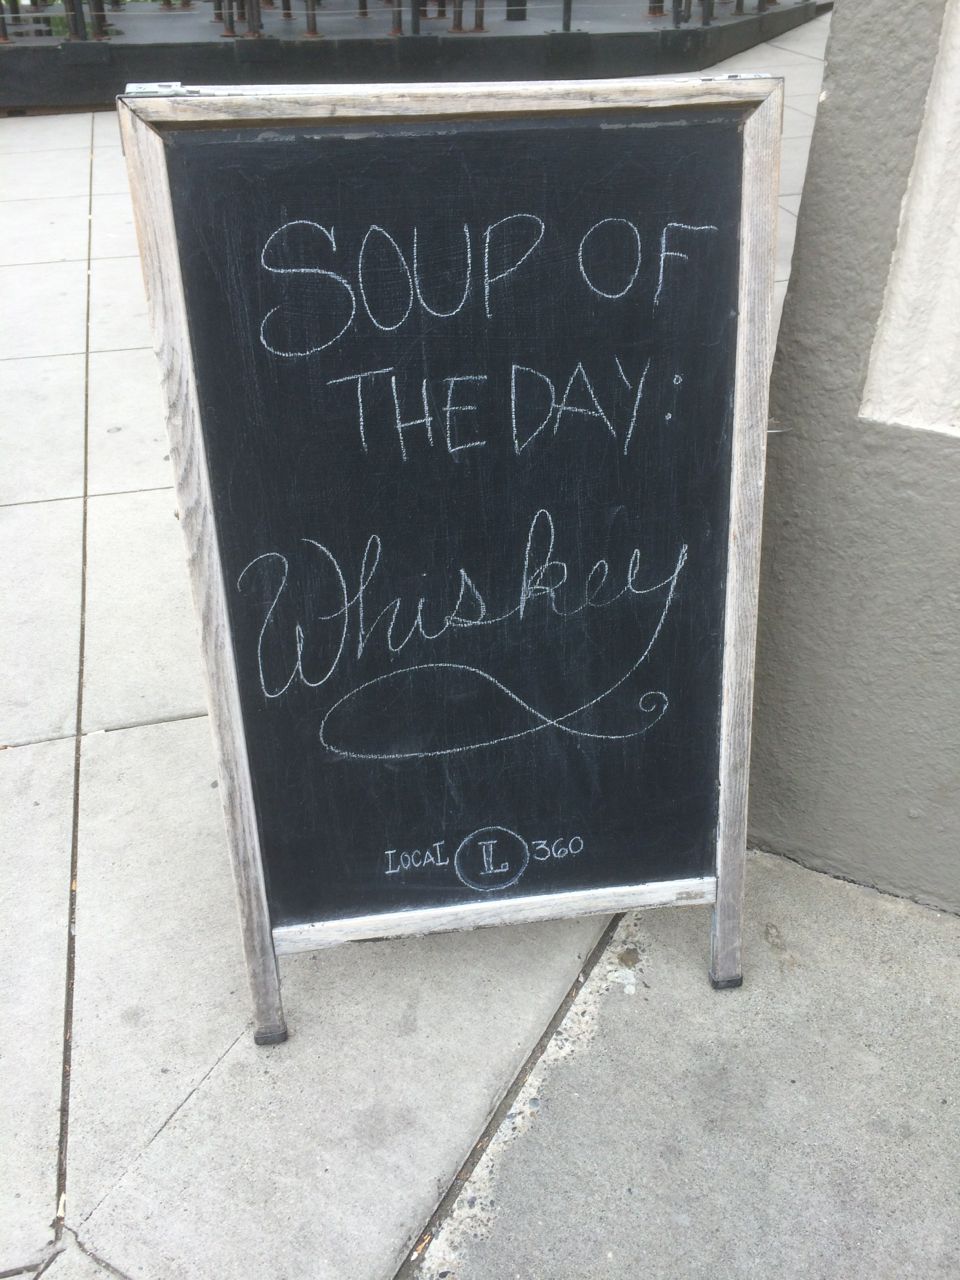 SOUP OF
THE DAY:
Whiskey
LOCAL L 360